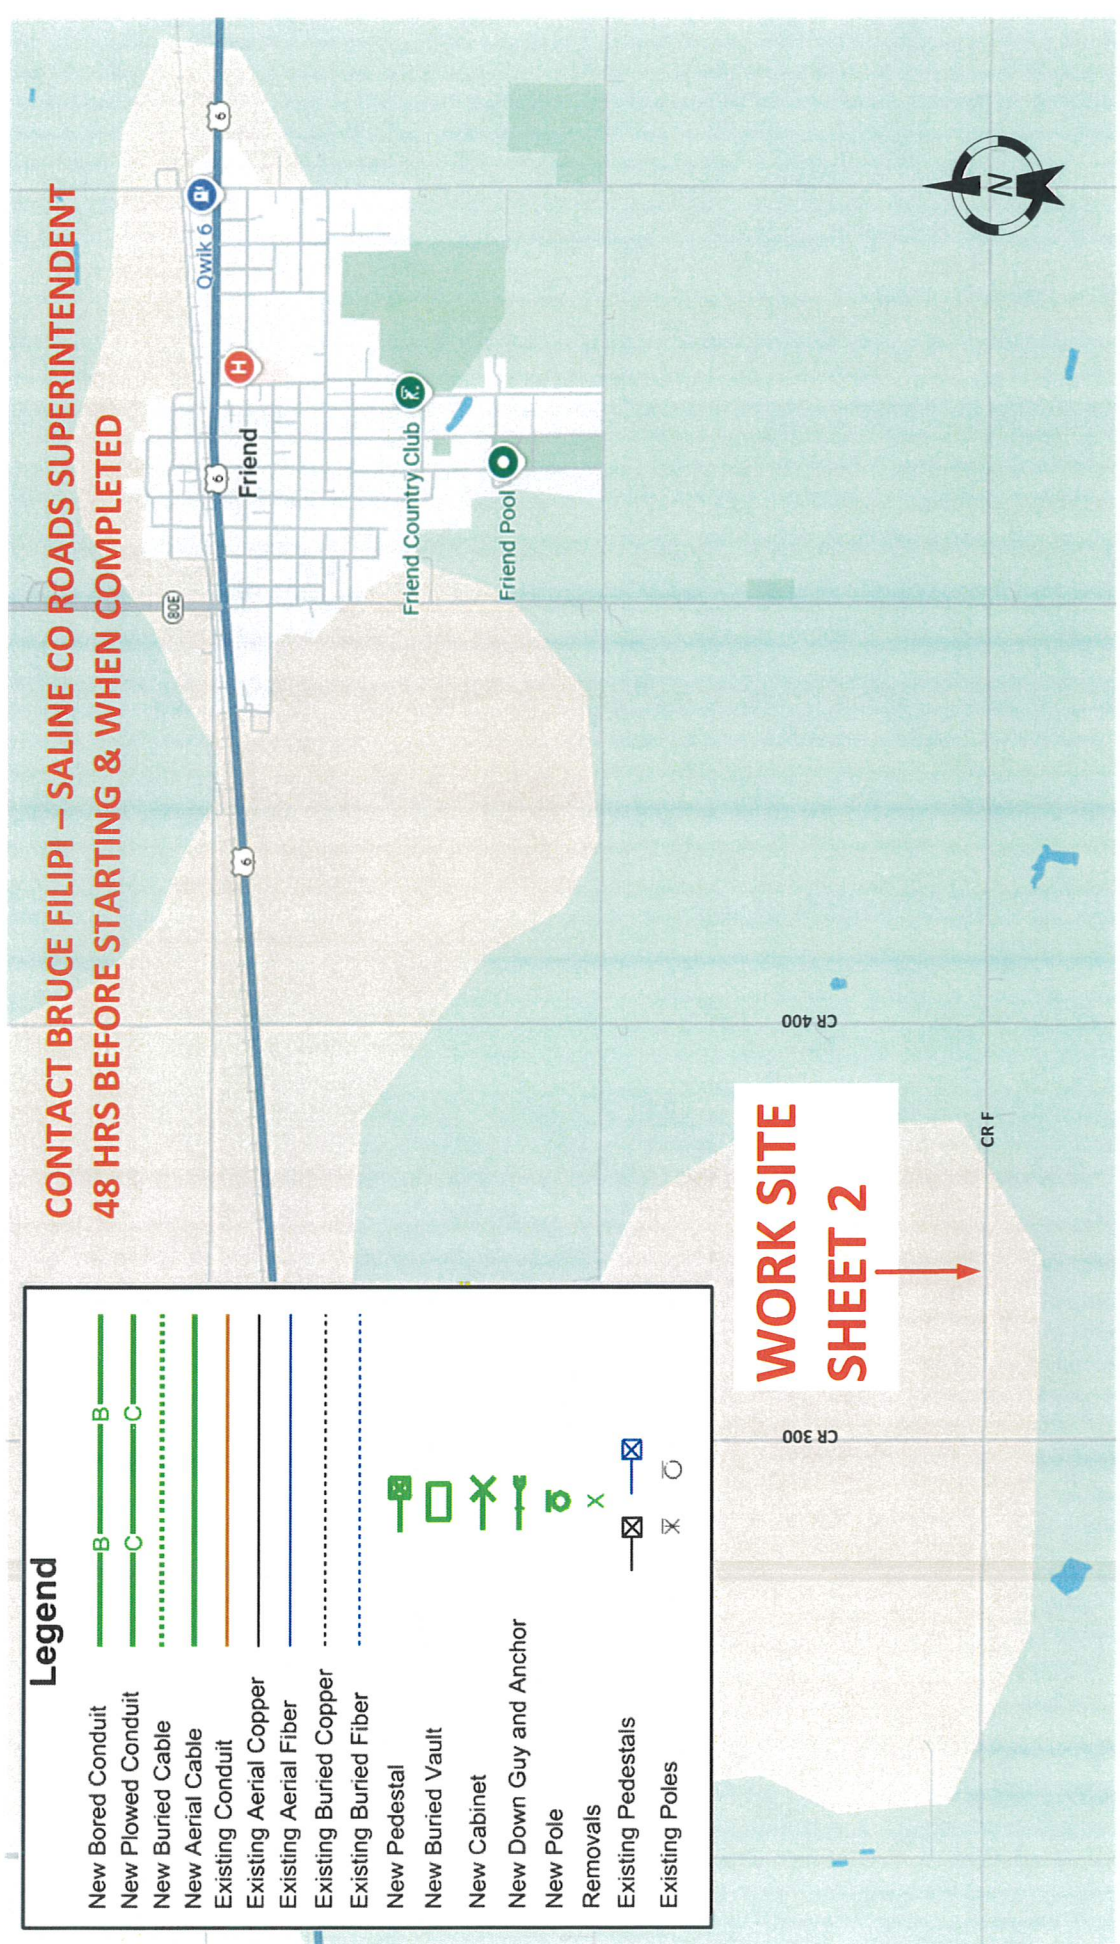 CONTACT BRUCE FILIPI – SALINE CO ROADS SUPERINTENDENT
48 HRS BEFORE STARTING & WHEN COMPLETED
Legend
New Bored Conduit
B
B
New Plowed Conduit
C
C
New Buried Cable
New Aerial Cable
Existing Conduit
Existing Aerial Copper
Existing Aerial Fiber
Existing Buried Copper
Existing Buried Fiber
New Pedestal
New Buried Vault
New Cabinet
New Down Guy and Anchor
New Pole
Removals
Existing Pedestals
Existing Poles
6
80E
6
Friend
H
Qwik 6
6
Friend Country Club
Friend Pool
CR 300
CR 400
WORK SITE
SHEET 2
CR F
N